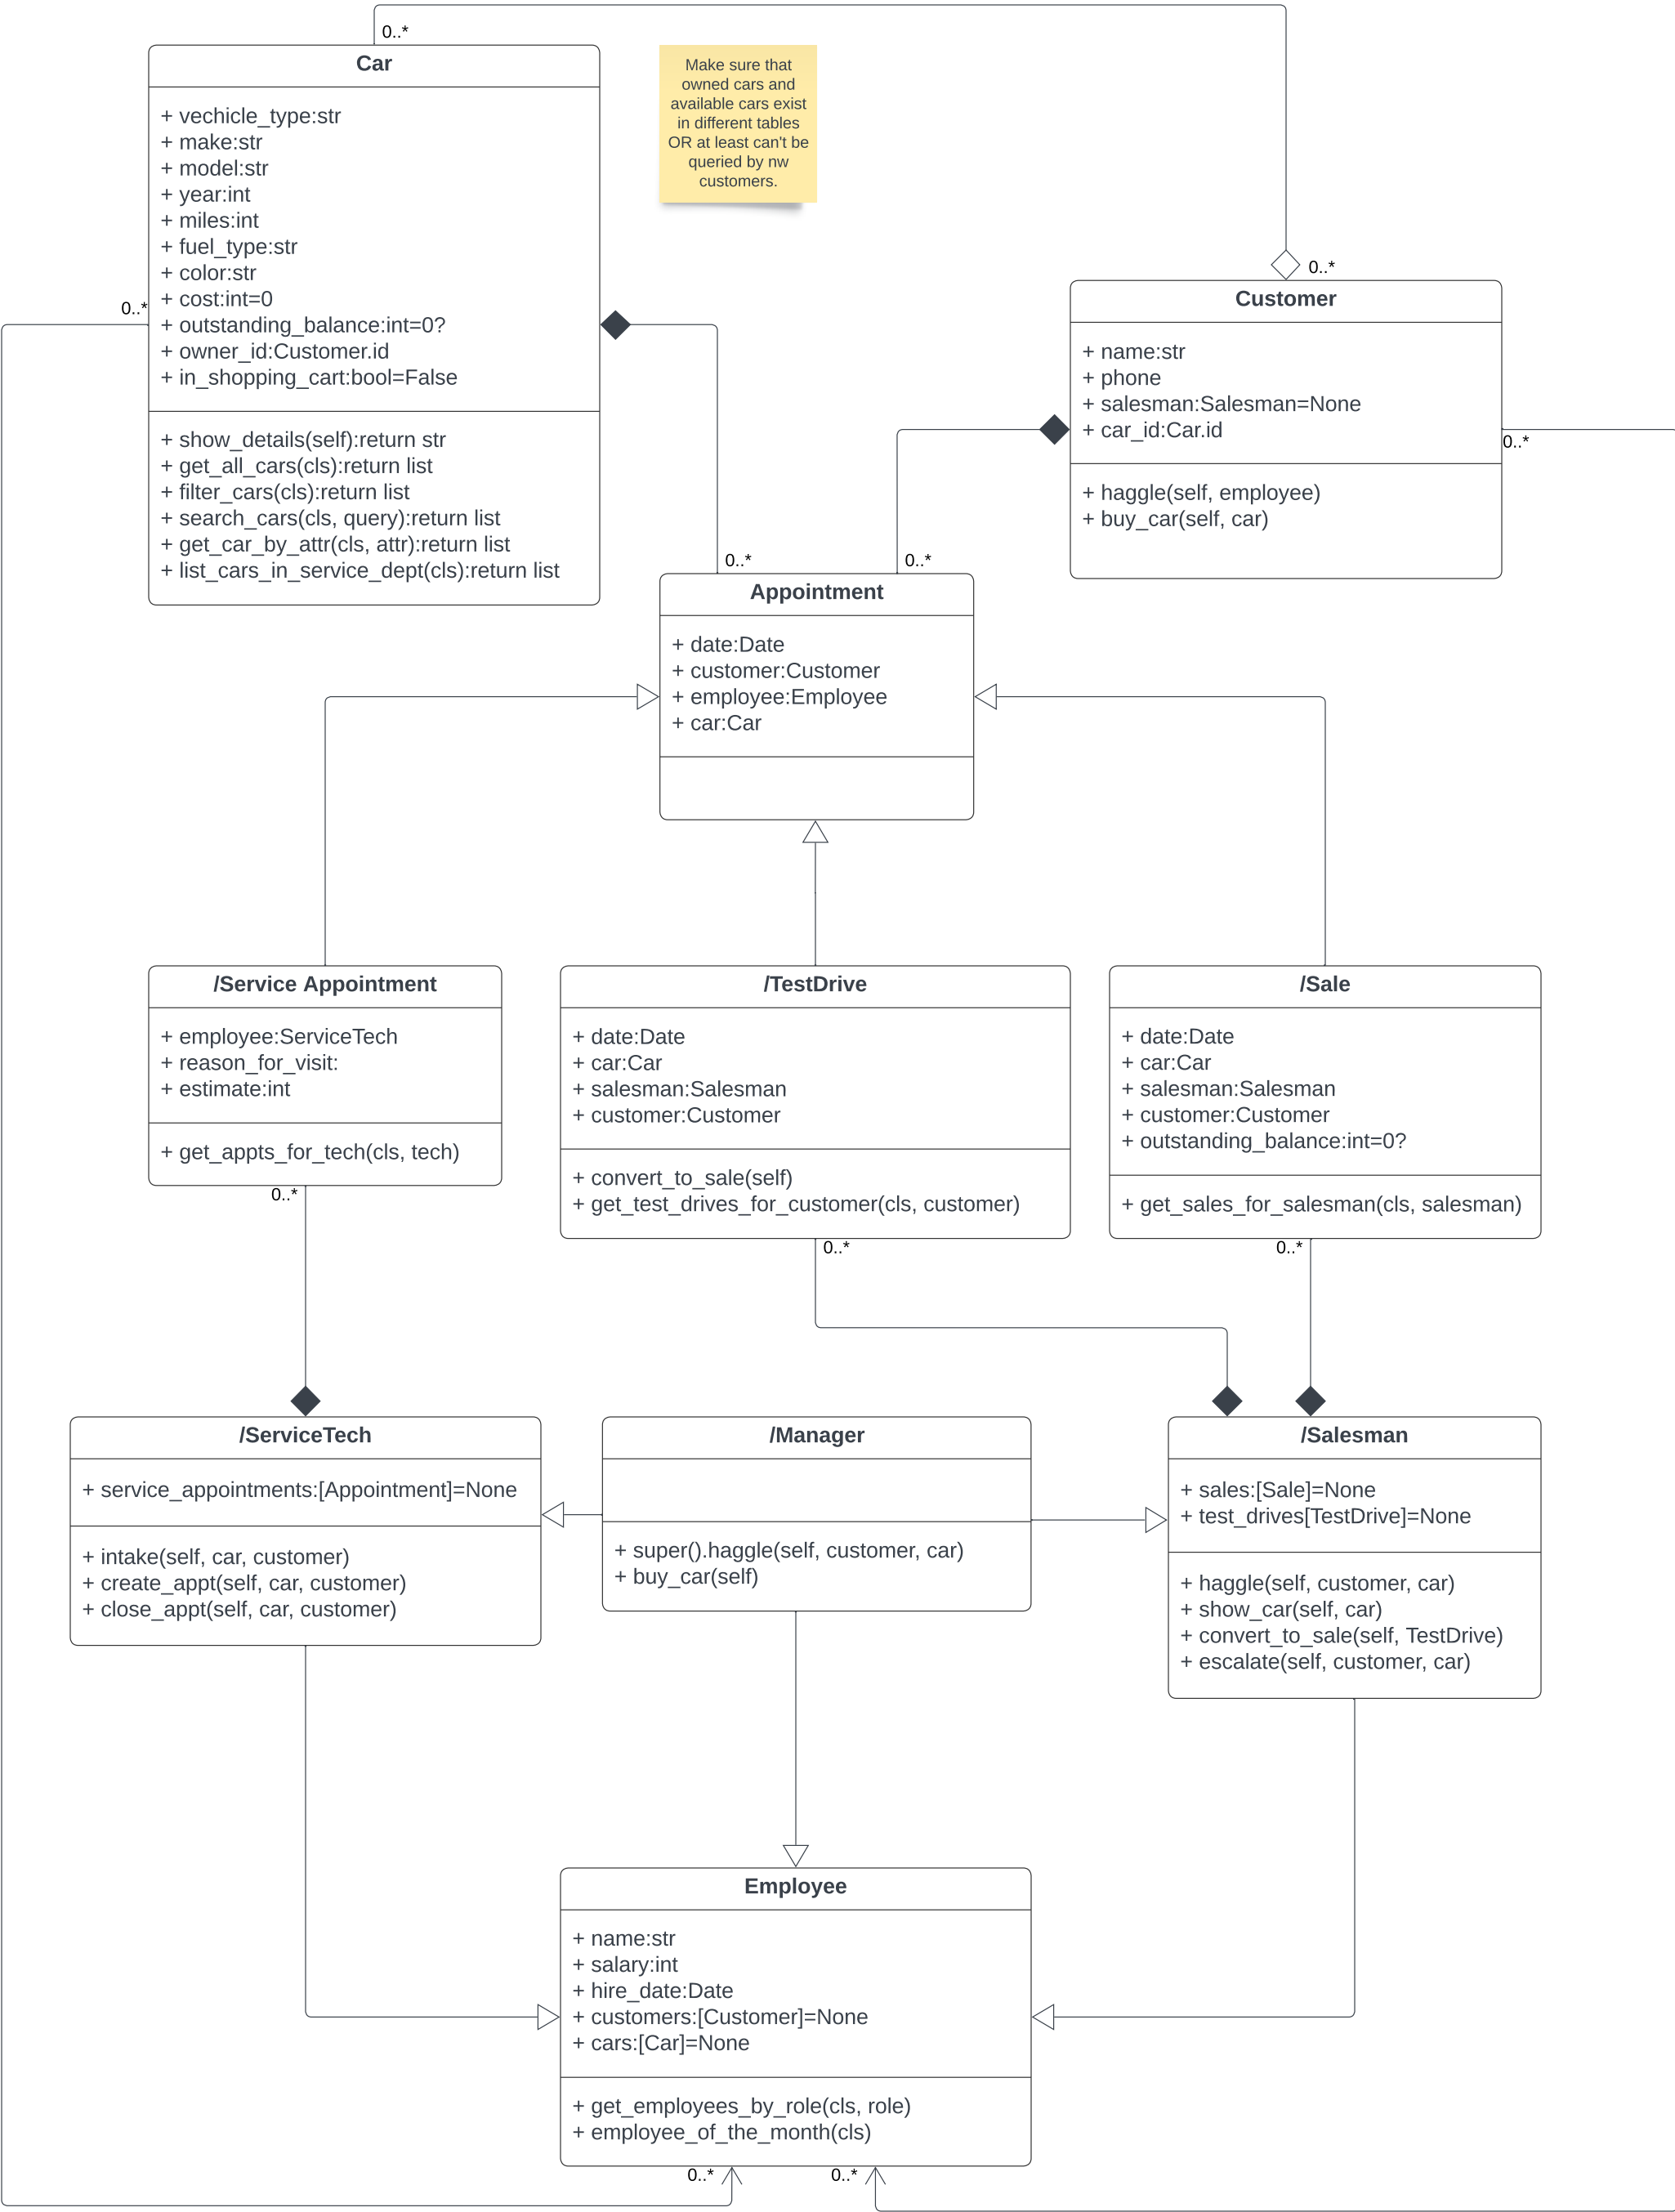 0..*
Car
+ vechicle_type:str
+ make:str
+ model:str
+ year:int
+ miles:int
+ fuel_type:str
+ color:str
+ cost:int=0
+ outstanding_balance:int=0?
+ owner_id:Customer.id
+ in_shopping_cart:bool=False
+ show_details(self):return str
+ get_all_cars(cls):return list
+ filter_cars(cls):return list
+ search_cars(cls, query):return list
+ get_car_by_attr(cls, attr):return list
+ list_cars_in_service_dept(cls):return list
0..*
Make sure that
owned cars and
available cars exist
in different tables
OR at least can't be
queried by nw
customers.
0..*
Customer
+ name:str
+ phone
+ salesman:Salesman=None
+ car_id:Car.id
+ haggle(self, employee)
+ buy_car(self, car)
0..*
0..*
0..*
Appointment
+ date:Date
+ customer:Customer
+ employee:Employee
+ car:Car
/Service Appointment
+ employee:ServiceTech
+ reason_for_visit:
+ estimate:int
+ get_appts_for_tech(cls, tech)
0..*
/TestDrive
+ date:Date
+ car:Car
+ salesman:Salesman
+ customer:Customer
+ convert_to_sale(self)
+ get_test_drives_for_customer(cls, customer)
0..*
/Sale
+ date:Date
+ car:Car
+ salesman:Salesman
+ customer:Customer
+ outstanding_balance:int=0?
+ get_sales_for_salesman(cls, salesman)
0..*
/ServiceTech
+ service_appointments:[Appointment]=None
+ intake(self, car, customer)
+ create_appt(self, car, customer)
+ close_appt(self, car, customer)
/Manager
+ super().haggle(self, customer, car)
+ buy_car(self)
/Salesman
+ sales:[Sale]=None
+ test_drives[TestDrive]=None
+ haggle(self, customer, car)
+ show_car(self, car)
+ convert_to_sale(self, TestDrive)
+ escalate(self, customer, car)
Employee
+ name:str
+ salary:int
+ hire_date:Date
+ customers:[Customer]=None
+ cars:[Car]=None
+ get_employees_by_role(cls, role)
+ employee_of_the_month(cls)
0..*
0..*